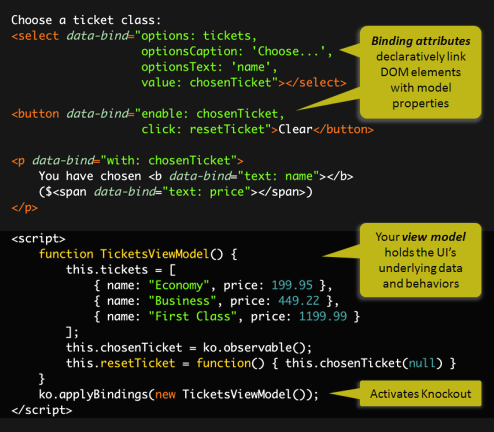 Choose a ticket class:
<select data-bind="options: tickets,
optionsCaption: 'Choose...',
optionsText: 'name',
value: chosenTicket"></select>
Binding attributes
declaratively link
DOM elements
with model
properties
<button data-bind="enable: chosenTicket,
click: resetTicket">Clear</button>
<p data-bind="with: chosenTicket">
You have chosen <b data-bind="text: name"></b>
($<span data-bind="text: price"></span>)
</p>
<script>
function TicketsViewModel() {
this.tickets = [
{ name: "Economy", price: 199.95 },
{ name: "Business", price: 449.22 },
{ name: "First Class", price: 1199.99 }
];
this.chosenTicket = ko.observable();
this.resetTicket = function() { this.chosenTicket(null) }
}
ko.applyBindings(new TicketsViewModel());
</script>
Your view model
holds the UI's
underlying data
and behaviors
Activates Knockout